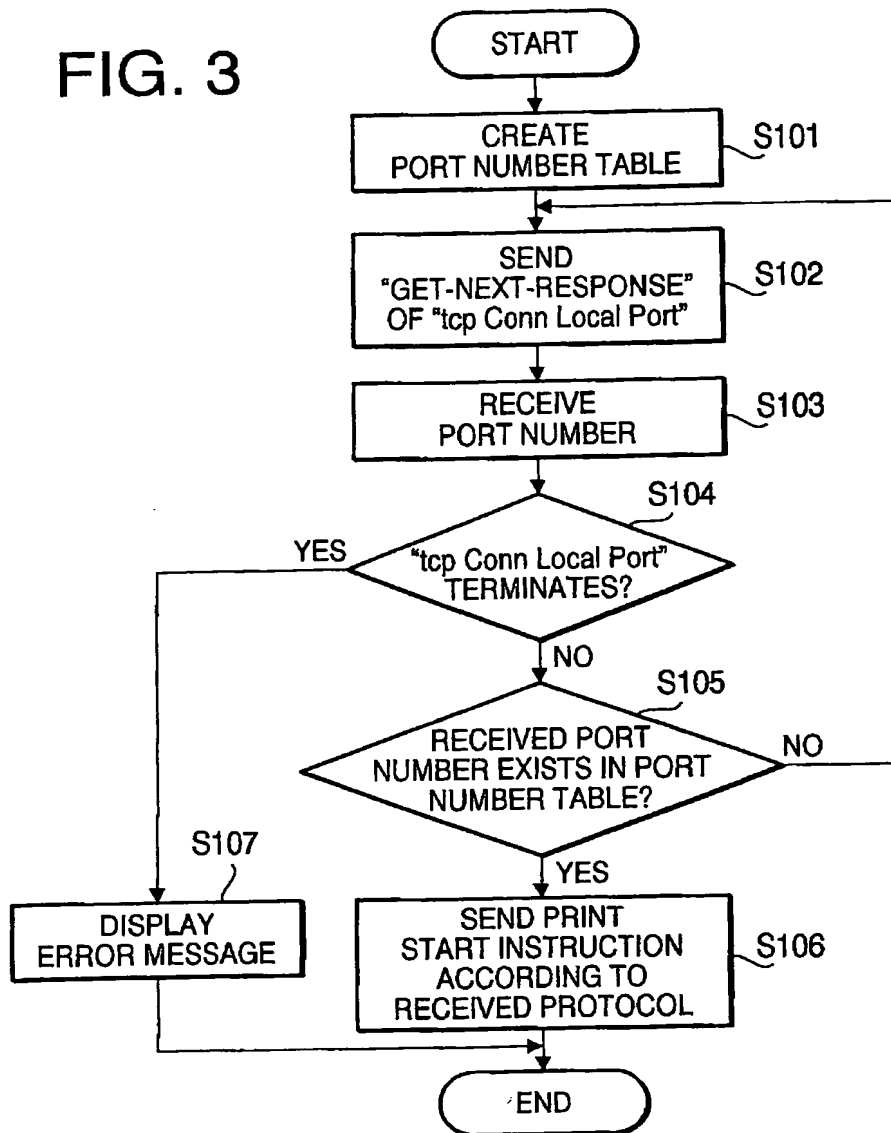 FIG. 3
START
CREATE
PORT NUMBER TABLE
S101
SEND
“GET-NEXT-RESPONSE”
OF “tcp Conn Local Port”
S102
RECEIVE
PORT NUMBER
S103
S104
YES
“tcp Conn Local Port”
TERMINATES?
NO
S105
RECEIVED PORT
NUMBER EXISTS IN PORT
NUMBER TABLE?
NO
YES
S107
DISPLAY
ERROR MESSAGE
SEND PRINT
START INSTRUCTION
ACCORDING TO
RECEIVED PROTOCOL
S106
END